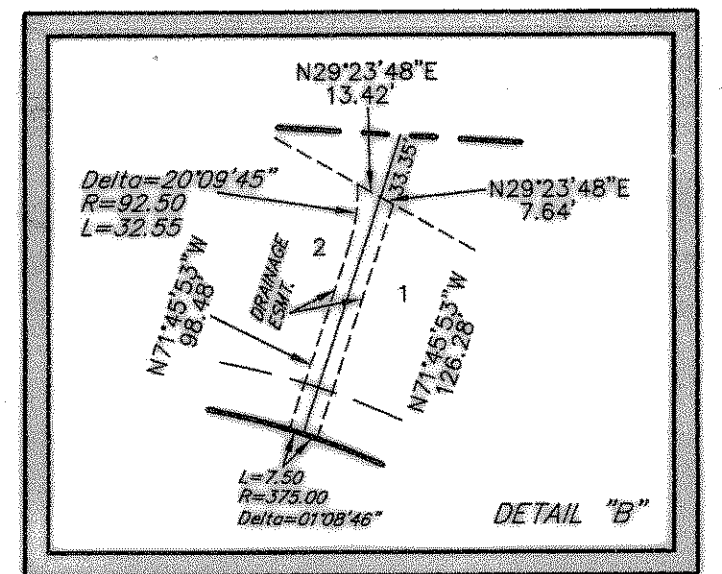 N29°23'48"E
13.42'
33.35'
Delta=20°09'45"
R=92.50
L=32.55
N29°23'48"E
7.64'
2
DRAINAGE
ESMT.
1
N71°45'53"W
98.48'
N71°45'53"W
126.28'
L=7.50
R=375.00
Delta=01°08'46"
DETAIL "B"